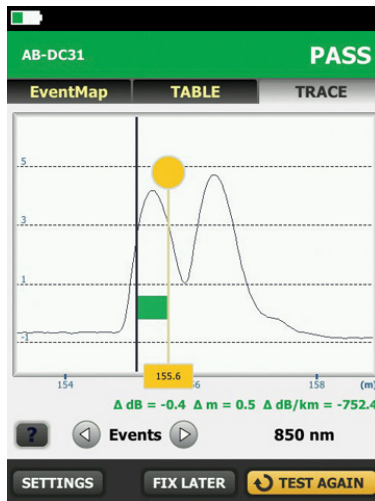 AB-DC31 PASS
EventMap TABLE TRACE
5
3
1
-1
154 155.6 6 158 (m)
Δ dB = -0.4 Δ m = 0.5 Δ dB/km = -752.4
? Events 850 nm
SETTINGS FIX LATER TEST AGAIN